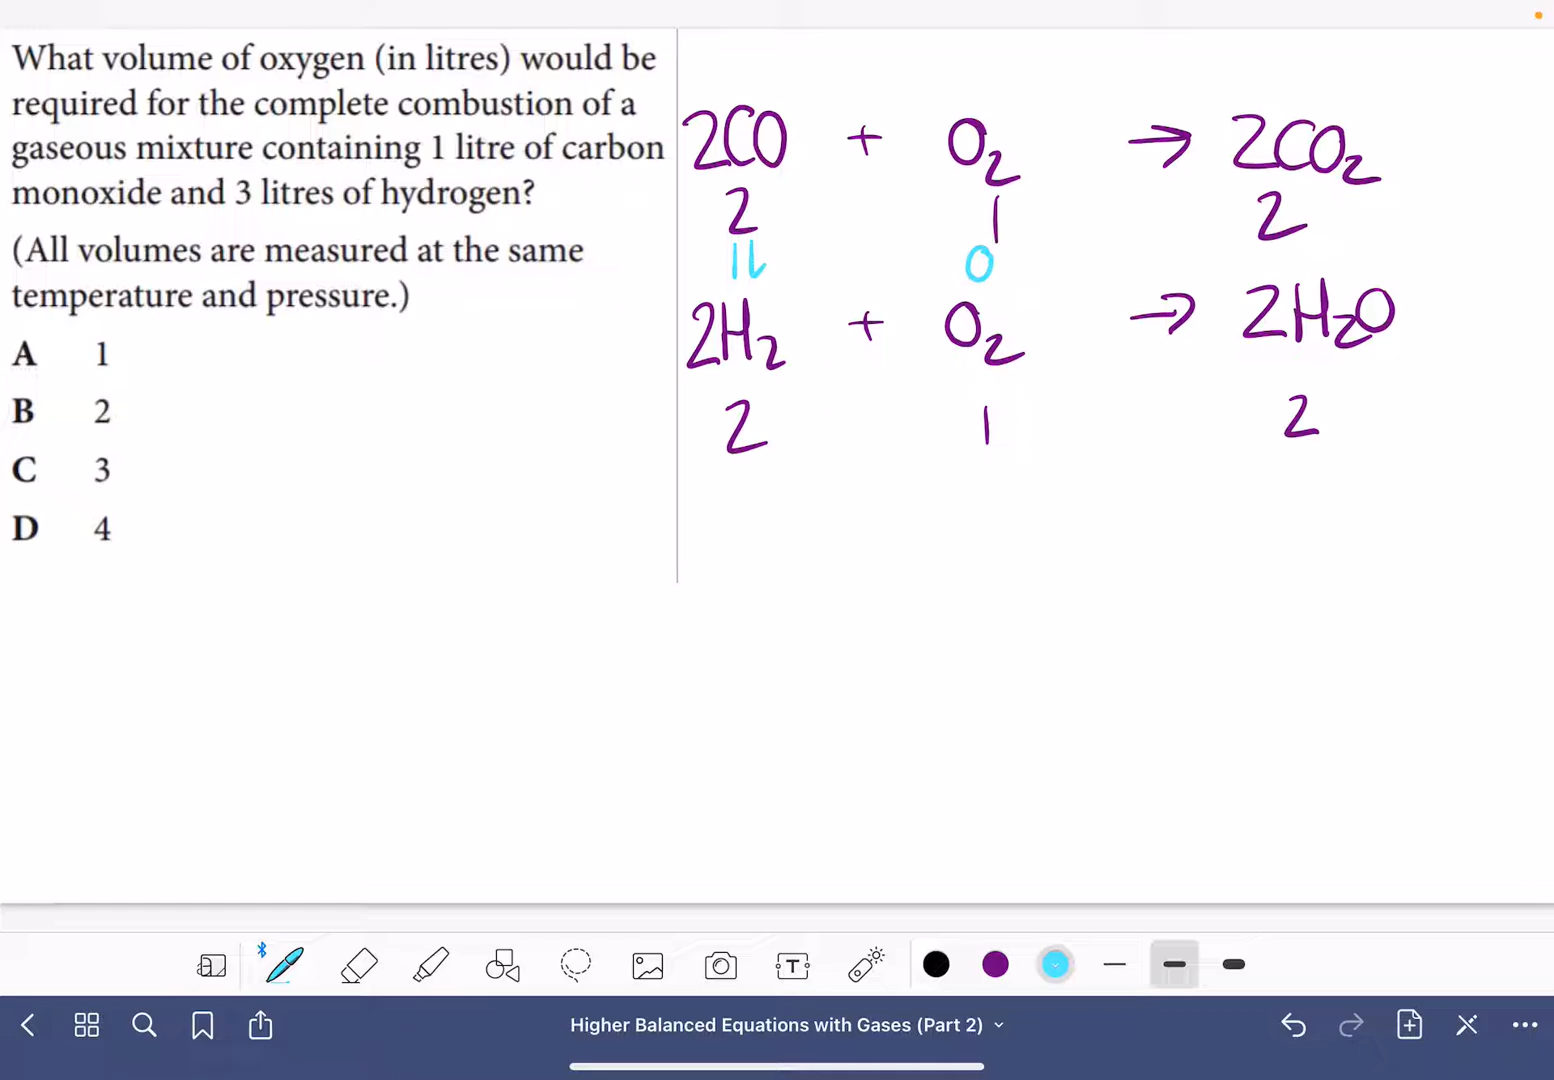 What volume of oxygen (in litres) would be
required for the complete combustion of a
gaseous mixture containing 1 litre of carbon
monoxide and 3 litres of hydrogen?
(All volumes are measured at the same
temperature and pressure.)
A 1
B 2
C 3
D 4
2CO + O₂ → 2CO₂
2 1 2
1L 0
2H₂ + O₂ → 2H₂O
2 1 2
T
Higher Balanced Equations with Gases (Part 2)